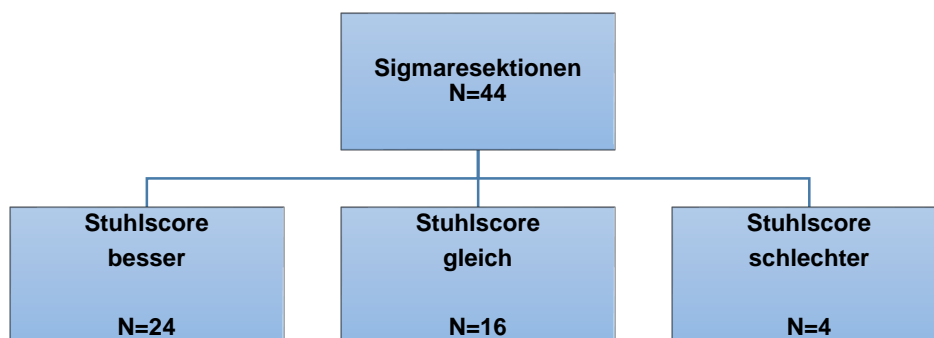 Sigmaresektionen
N=44
Stuhlscore
besser
N=24
Stuhlscore
gleich
N=16
Stuhlscore
schlechter
N=4